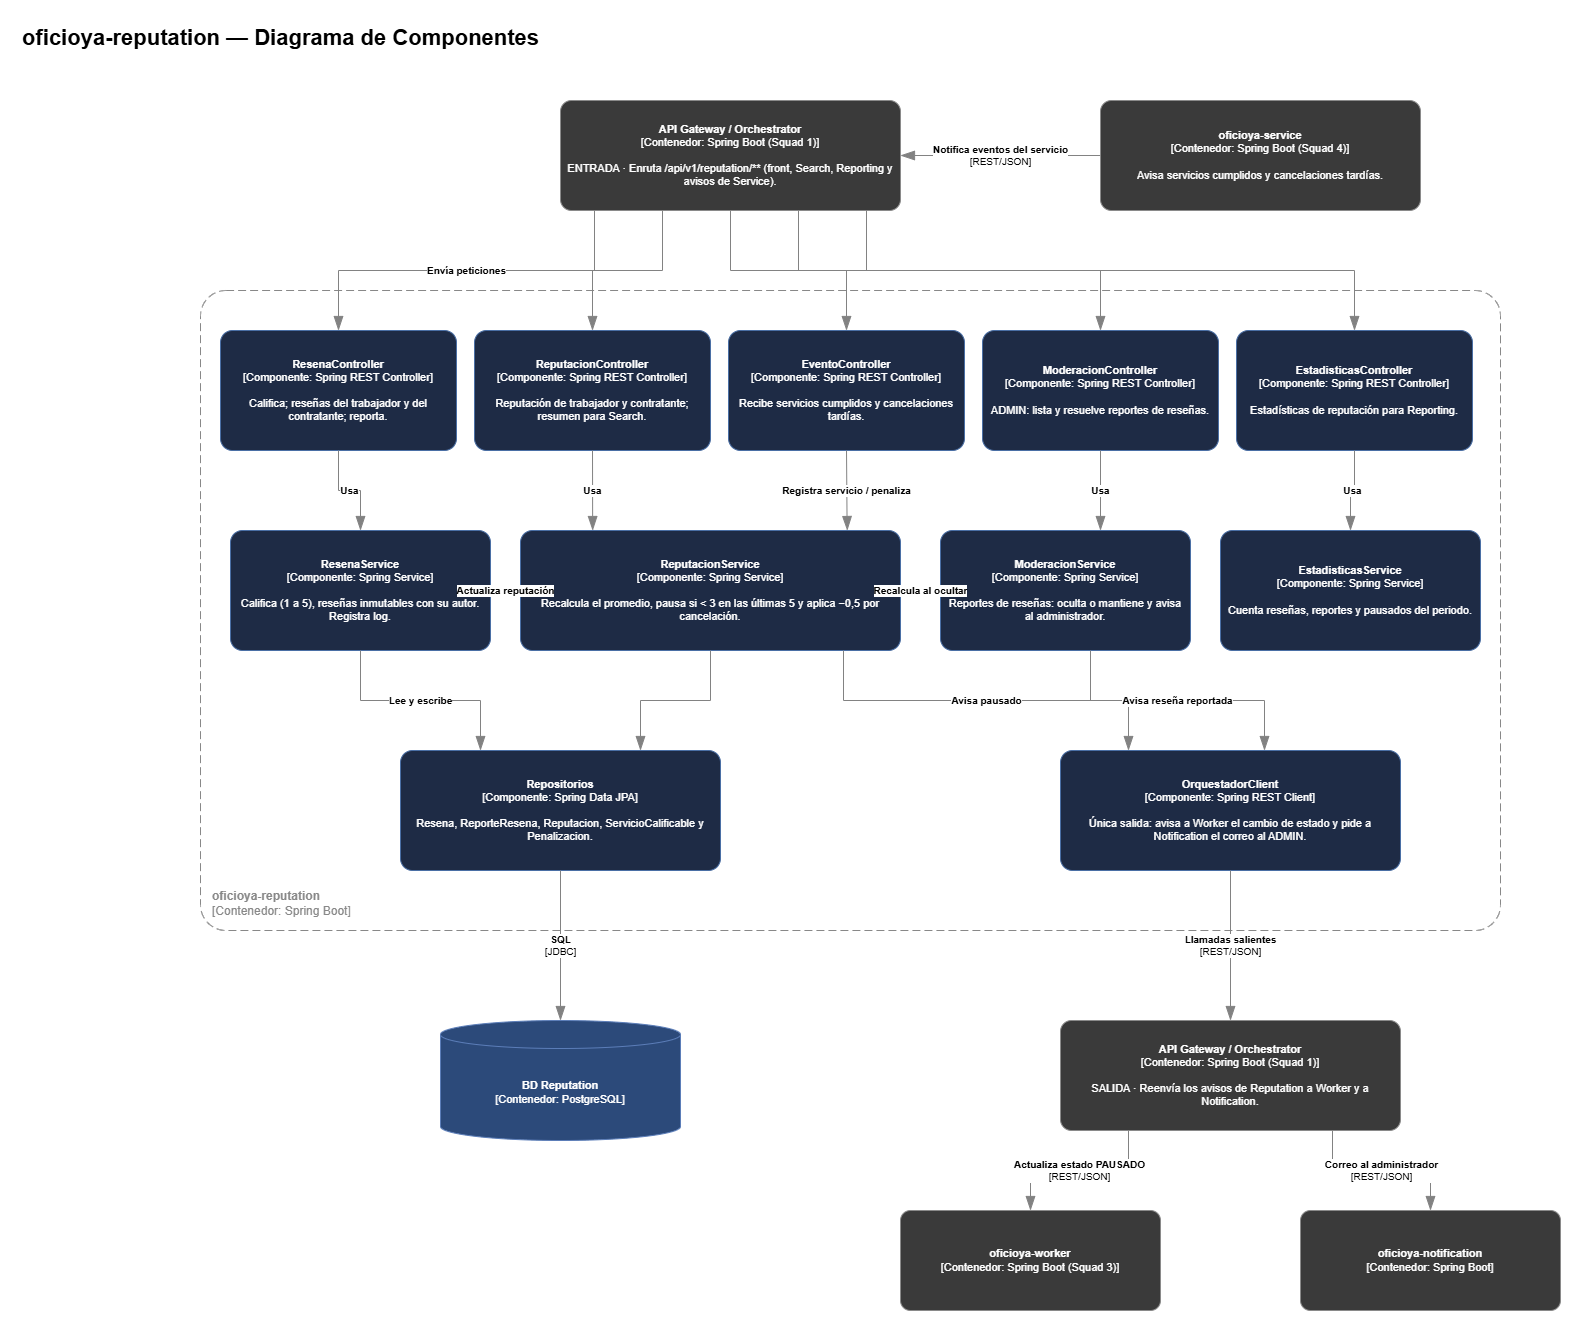 oficioya-reputation — Diagrama de Componentes
API Gateway / Orchestrator
[Contenedor: Spring Boot (Squad 1)]
ENTRADA · Enruta /api/v1/reputation/** (front, Search, Reporting y
avisos de Service).
Notifica eventos del servicio
[REST/JSON]
oficioya-service
[Contenedor: Spring Boot (Squad 4)]
Avisa servicios cumplidos y cancelaciones tardías.
Envía peticiones
ResenaController
[Componente: Spring REST Controller]
Califica; reseñas del trabajador y del
contratante; reporta.
ReputacionController
[Componente: Spring REST Controller]
Reputación de trabajador y contratante;
resumen para Search.
EventoController
[Componente: Spring REST Controller]
Recibe servicios cumplidos y cancelaciones
tardías.
ModeracionController
[Componente: Spring REST Controller]
ADMIN: lista y resuelve reportes de reseñas.
EstadisticasController
[Componente: Spring REST Controller]
Estadísticas de reputación para Reporting.
Usa
Usa
Registra servicio / penaliza
Usa
Usa
ResenaService
[Componente: Spring Service]
Califica (1 a 5), reseñas inmutables con su autor.
Registra log.
Actualiza reputación
ReputacionService
[Componente: Spring Service]
Recalcula el promedio, pausa si < 3 en las últimas 5 y aplica −0,5 por
cancelación.
Recalcula al ocultar
ModeracionService
[Componente: Spring Service]
Reportes de reseñas: oculta o mantiene y avisa
al administrador.
EstadisticasService
[Componente: Spring Service]
Cuenta reseñas, reportes y pausados del periodo.
Lee y escribe
Avisa pausado
Avisa reseña reportada
Repositorios
[Componente: Spring Data JPA]
Resena, ReporteResena, Reputacion, ServicioCalificable y
Penalizacion.
OrquestadorClient
[Componente: Spring REST Client]
Única salida: avisa a Worker el cambio de estado y pide a
Notification el correo al ADMIN.
oficioya-reputation
[Contenedor: Spring Boot]
SQL
[JDBC]
Llamadas salientes
[REST/JSON]
BD Reputation
[Contenedor: PostgreSQL]
API Gateway / Orchestrator
[Contenedor: Spring Boot (Squad 1)]
SALIDA · Reenvía los avisos de Reputation a Worker y a
Notification.
Actualiza estado PAUSADO
[REST/JSON]
Correo al administrador
[REST/JSON]
oficioya-worker
[Contenedor: Spring Boot (Squad 3)]
oficioya-notification
[Contenedor: Spring Boot]